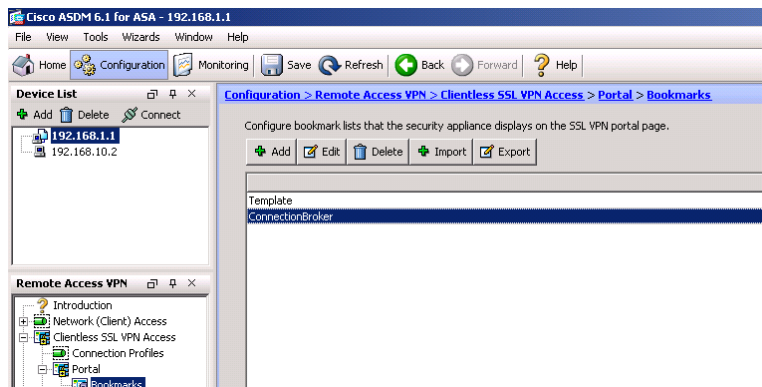 Cisco ASDM 6.1 for ASA - 192.168.1.1
File View Tools Wizards Window Help
Home Configuration Monitoring Save Refresh Back Forward Help
Device List
Add Delete Connect
192.168.1.1
192.168.10.2
Configuration > Remote Access VPN > Clientless SSL VPN Access > Portal > Bookmarks
Configure bookmark lists that the security appliance displays on the SSL VPN portal page.
Add Edit Delete Import Export
Template
ConnectionBroker
Remote Access VPN
Introduction
Network (Client) Access
Clientless SSL VPN Access
Connection Profiles
Portal
Bookmarks